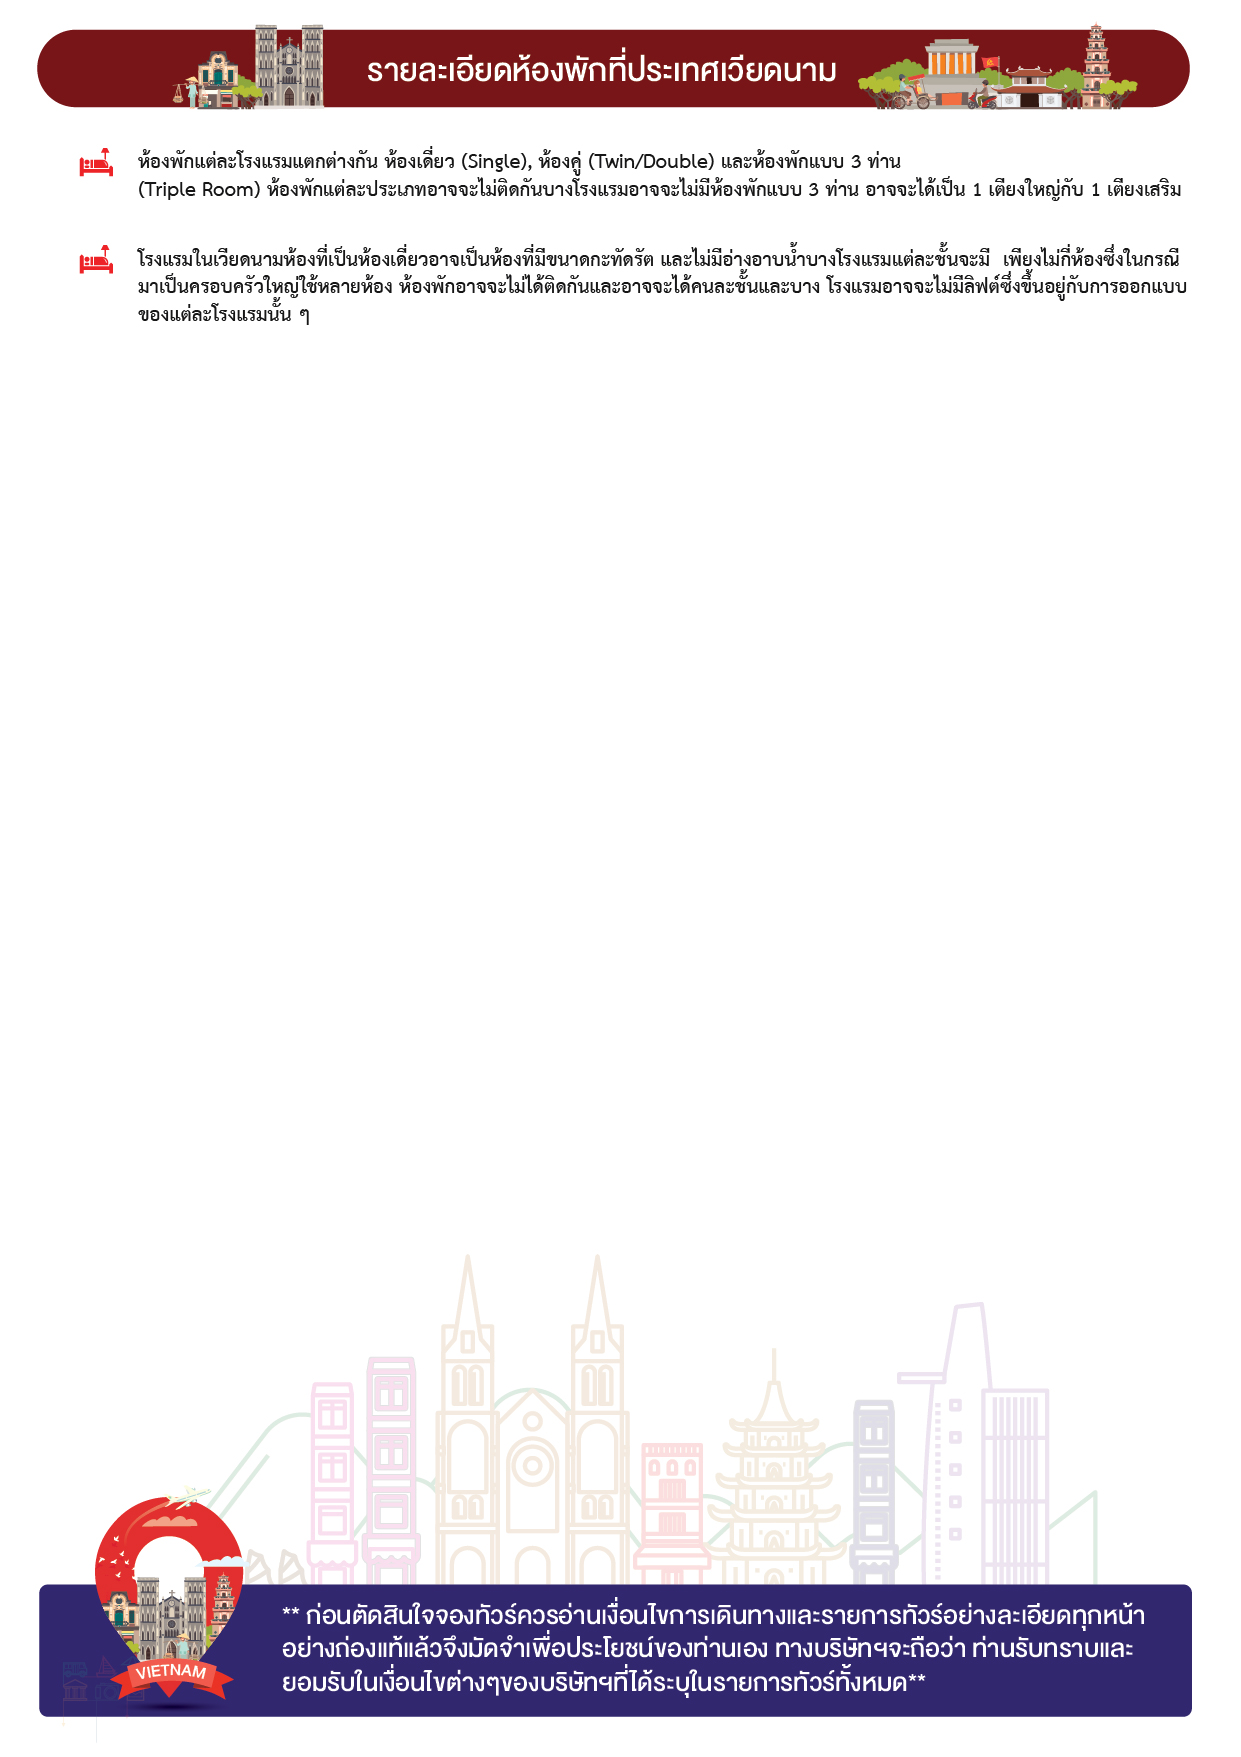 รายละเอียดห้องพักที่ประเทศเวียดนาม
ห้องพักแต่ละโรงแรมแตกต่างกัน ห้องเดี่ยว (Single), ห้องคู่ (Twin/Double) และห้องพักแบบ 3 ท่าน
(Triple Room) ห้องพักแต่ละประเภทอาจจะไม่ติดกันบางโรงแรมอาจจะไม่มีห้องพักแบบ 3 ท่าน อาจจะได้เป็น 1 เตียงใหญ่กับ 1 เตียงเสริม
โรงแรมในเวียดนามห้องที่เป็นห้องเดี่ยวอาจเป็นห้องที่มีขนาดกะทัดรัต และไม่มีอ่างอาบน้ำบางโรงแรมแต่ละชั้นจะมี เพียงไม่กี่ห้องซึ่งในกรณี
มาเป็นครอบครัวใหญ่ใช้หลายห้อง ห้องพักอาจจะไม่ได้ติดกันและอาจจะได้คนละชั้นและบาง โรงแรมอาจจะไม่มีลิฟต์ซึ่งขึ้นอยู่กับการออกแบบ
ของแต่ละโรงแรมนั้น ๆ
** ก่อนตัดสินใจจองทัวร์ควรอ่านเงื่อนไขการเดินทางและรายการทัวร์อย่างละเอียดทุกหน้า
อย่างถ่องแท้แล้วจึงมัดจำเพื่อประโยชน์ของท่านเอง ทางบริษัทฯจะถือว่า ท่านรับทราบและ
ยอมรับในเงื่อนไขต่างๆของบริษัทฯที่ได้ระบุในรายการทัวร์ทั้งหมด**
VIETNAM